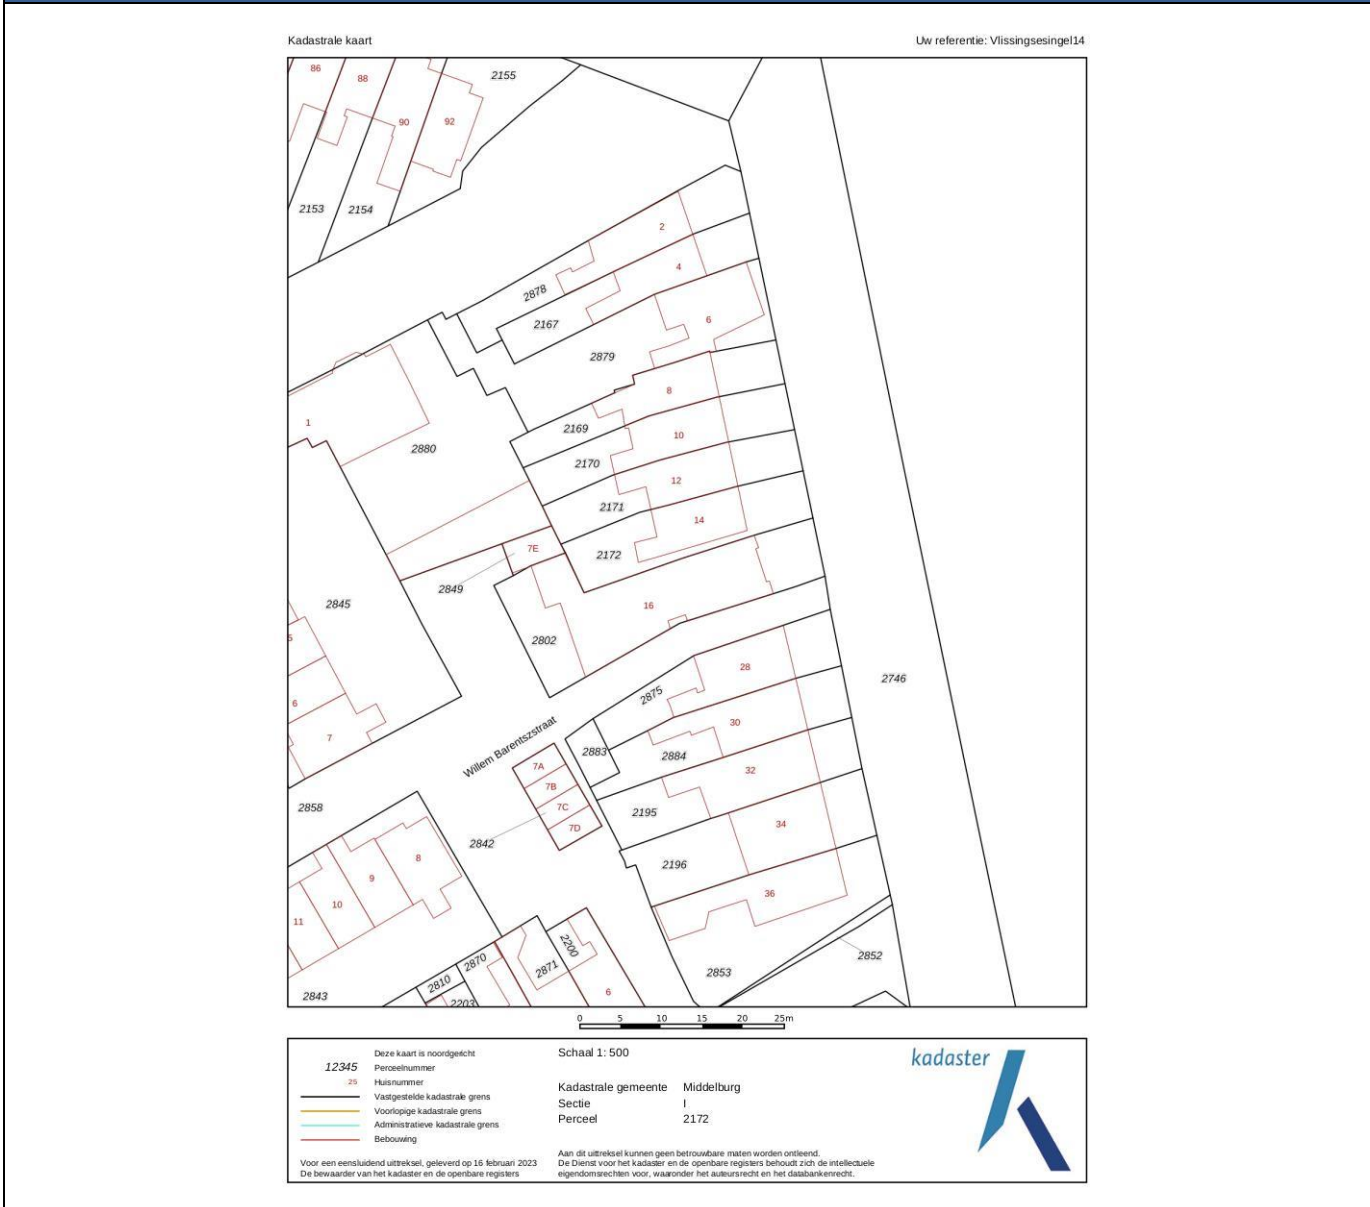 Kadastrale kaart
Uw referentie: Vlissingsesingel14
86
88
2155
90
92
2153
2154
2
4
2878
2167
6
2879
8
1
2169
2880
10
2170
12
2171
14
7E
2172
2849
2845
16
5
2802
28
2746
2875
6
30
7
Willem Barentszstraat
2883
2884
7A
32
7B
2858
7C
2195
34
7D
2842
8
2196
9
36
10
11
2200
2870
2871
2852
2853
2810
6
2843
2203
0 5 10 15 20 25m
Deze kaart is noordgericht
12345 Perceelnummer
25 Huisnummer
Vastgestelde kadastrale grens
Voorlopige kadastrale grens
Administratieve kadastrale grens
Bebouwing
Voor een eensluidend uittreksel, geleverd op 16 februari 2023
De bewaarder van het kadaster en de openbare registers
Schaal 1: 500
Kadastrale gemeente Middelburg
Sectie I
Perceel 2172
Aan dit uittreksel kunnen geen betrouwbare maten worden ontleend.
De Dienst voor het kadaster en de openbare registers behoudt zich de intellectuele
eigendomsrechten voor, waaronder het auteursrecht en het databankenrecht.
kadaster